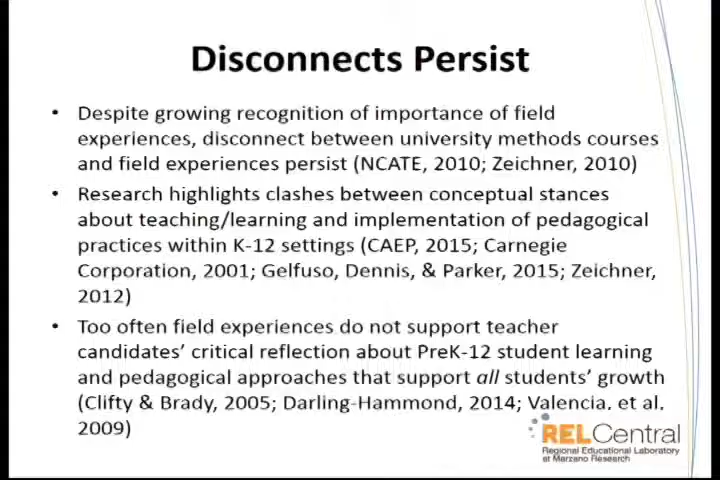 Disconnects Persist
• Despite growing recognition of importance of field
experiences, disconnect between university methods courses
and field experiences persist (NCATE, 2010; Zeichner, 2010)
• Research highlights clashes between conceptual stances
about teaching/learning and implementation of pedagogical
practices within K-12 settings (CAEP, 2015; Carnegie
Corporation, 2001; Gelfuso, Dennis, & Parker, 2015; Zeichner,
2012)
• Too often field experiences do not support teacher
candidates' critical reflection about PreK-12 student learning
and pedagogical approaches that support all students' growth
(Clifty & Brady, 2005; Darling-Hammond, 2014; Valencia, et al,
2009)
REL Central
Regional Educational Laboratory
at Marzano Research